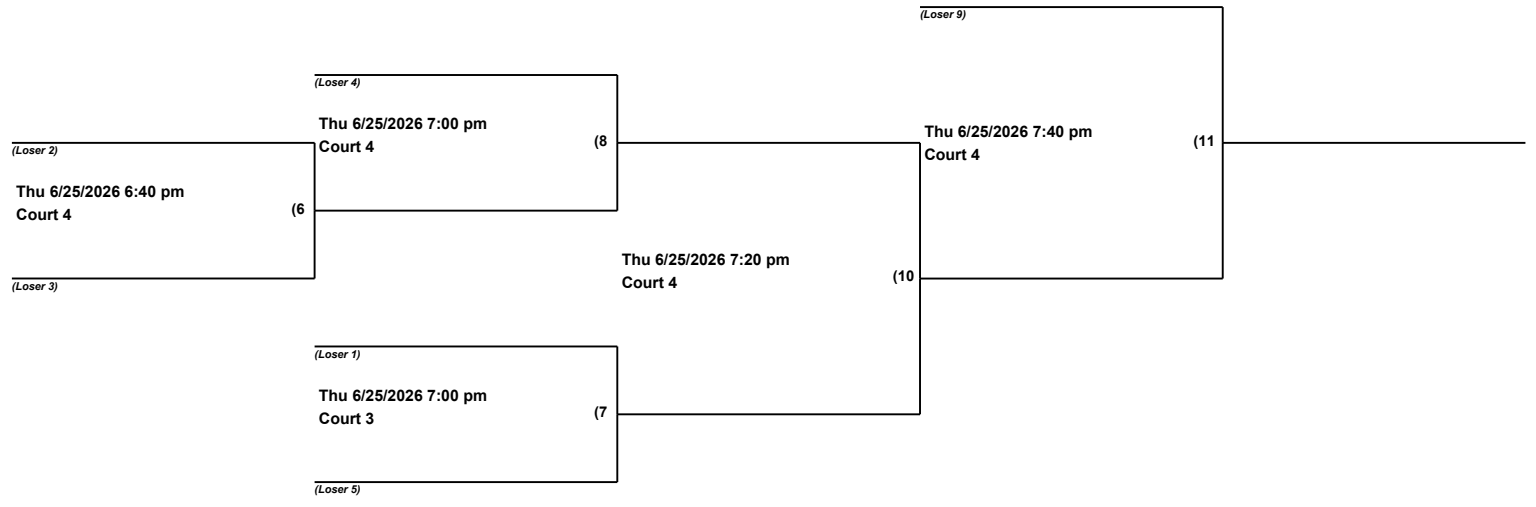 (Loser 9)
(Loser 4)
Thu 6/25/2026 7:00 pm
Court 4
(8
Thu 6/25/2026 7:40 pm
Court 4
(11
(Loser 2)
Thu 6/25/2026 6:40 pm
Court 4
(6
Thu 6/25/2026 7:20 pm
Court 4
(10
(Loser 3)
(Loser 1)
Thu 6/25/2026 7:00 pm
Court 3
(7
(Loser 5)